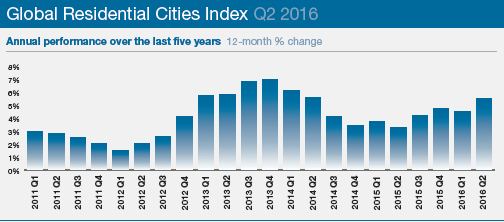 Global Residential Cities Index Q2 2016
Annual performance over the last five years 12-month % change
8%
7%
6%
5%
4%
3%
2%
1%
0%
2011 Q1
2011 Q2
2011 Q3
2011 Q4
2012 Q1
2012 Q2
2012 Q3
2012 Q4
2013 Q1
2013 Q2
2013 Q3
2013 Q4
2014 Q1
2014 Q2
2014 Q3
2014 Q4
2015 Q1
2015 Q2
2015 Q3
2015 Q4
2016 Q1
2016 Q2